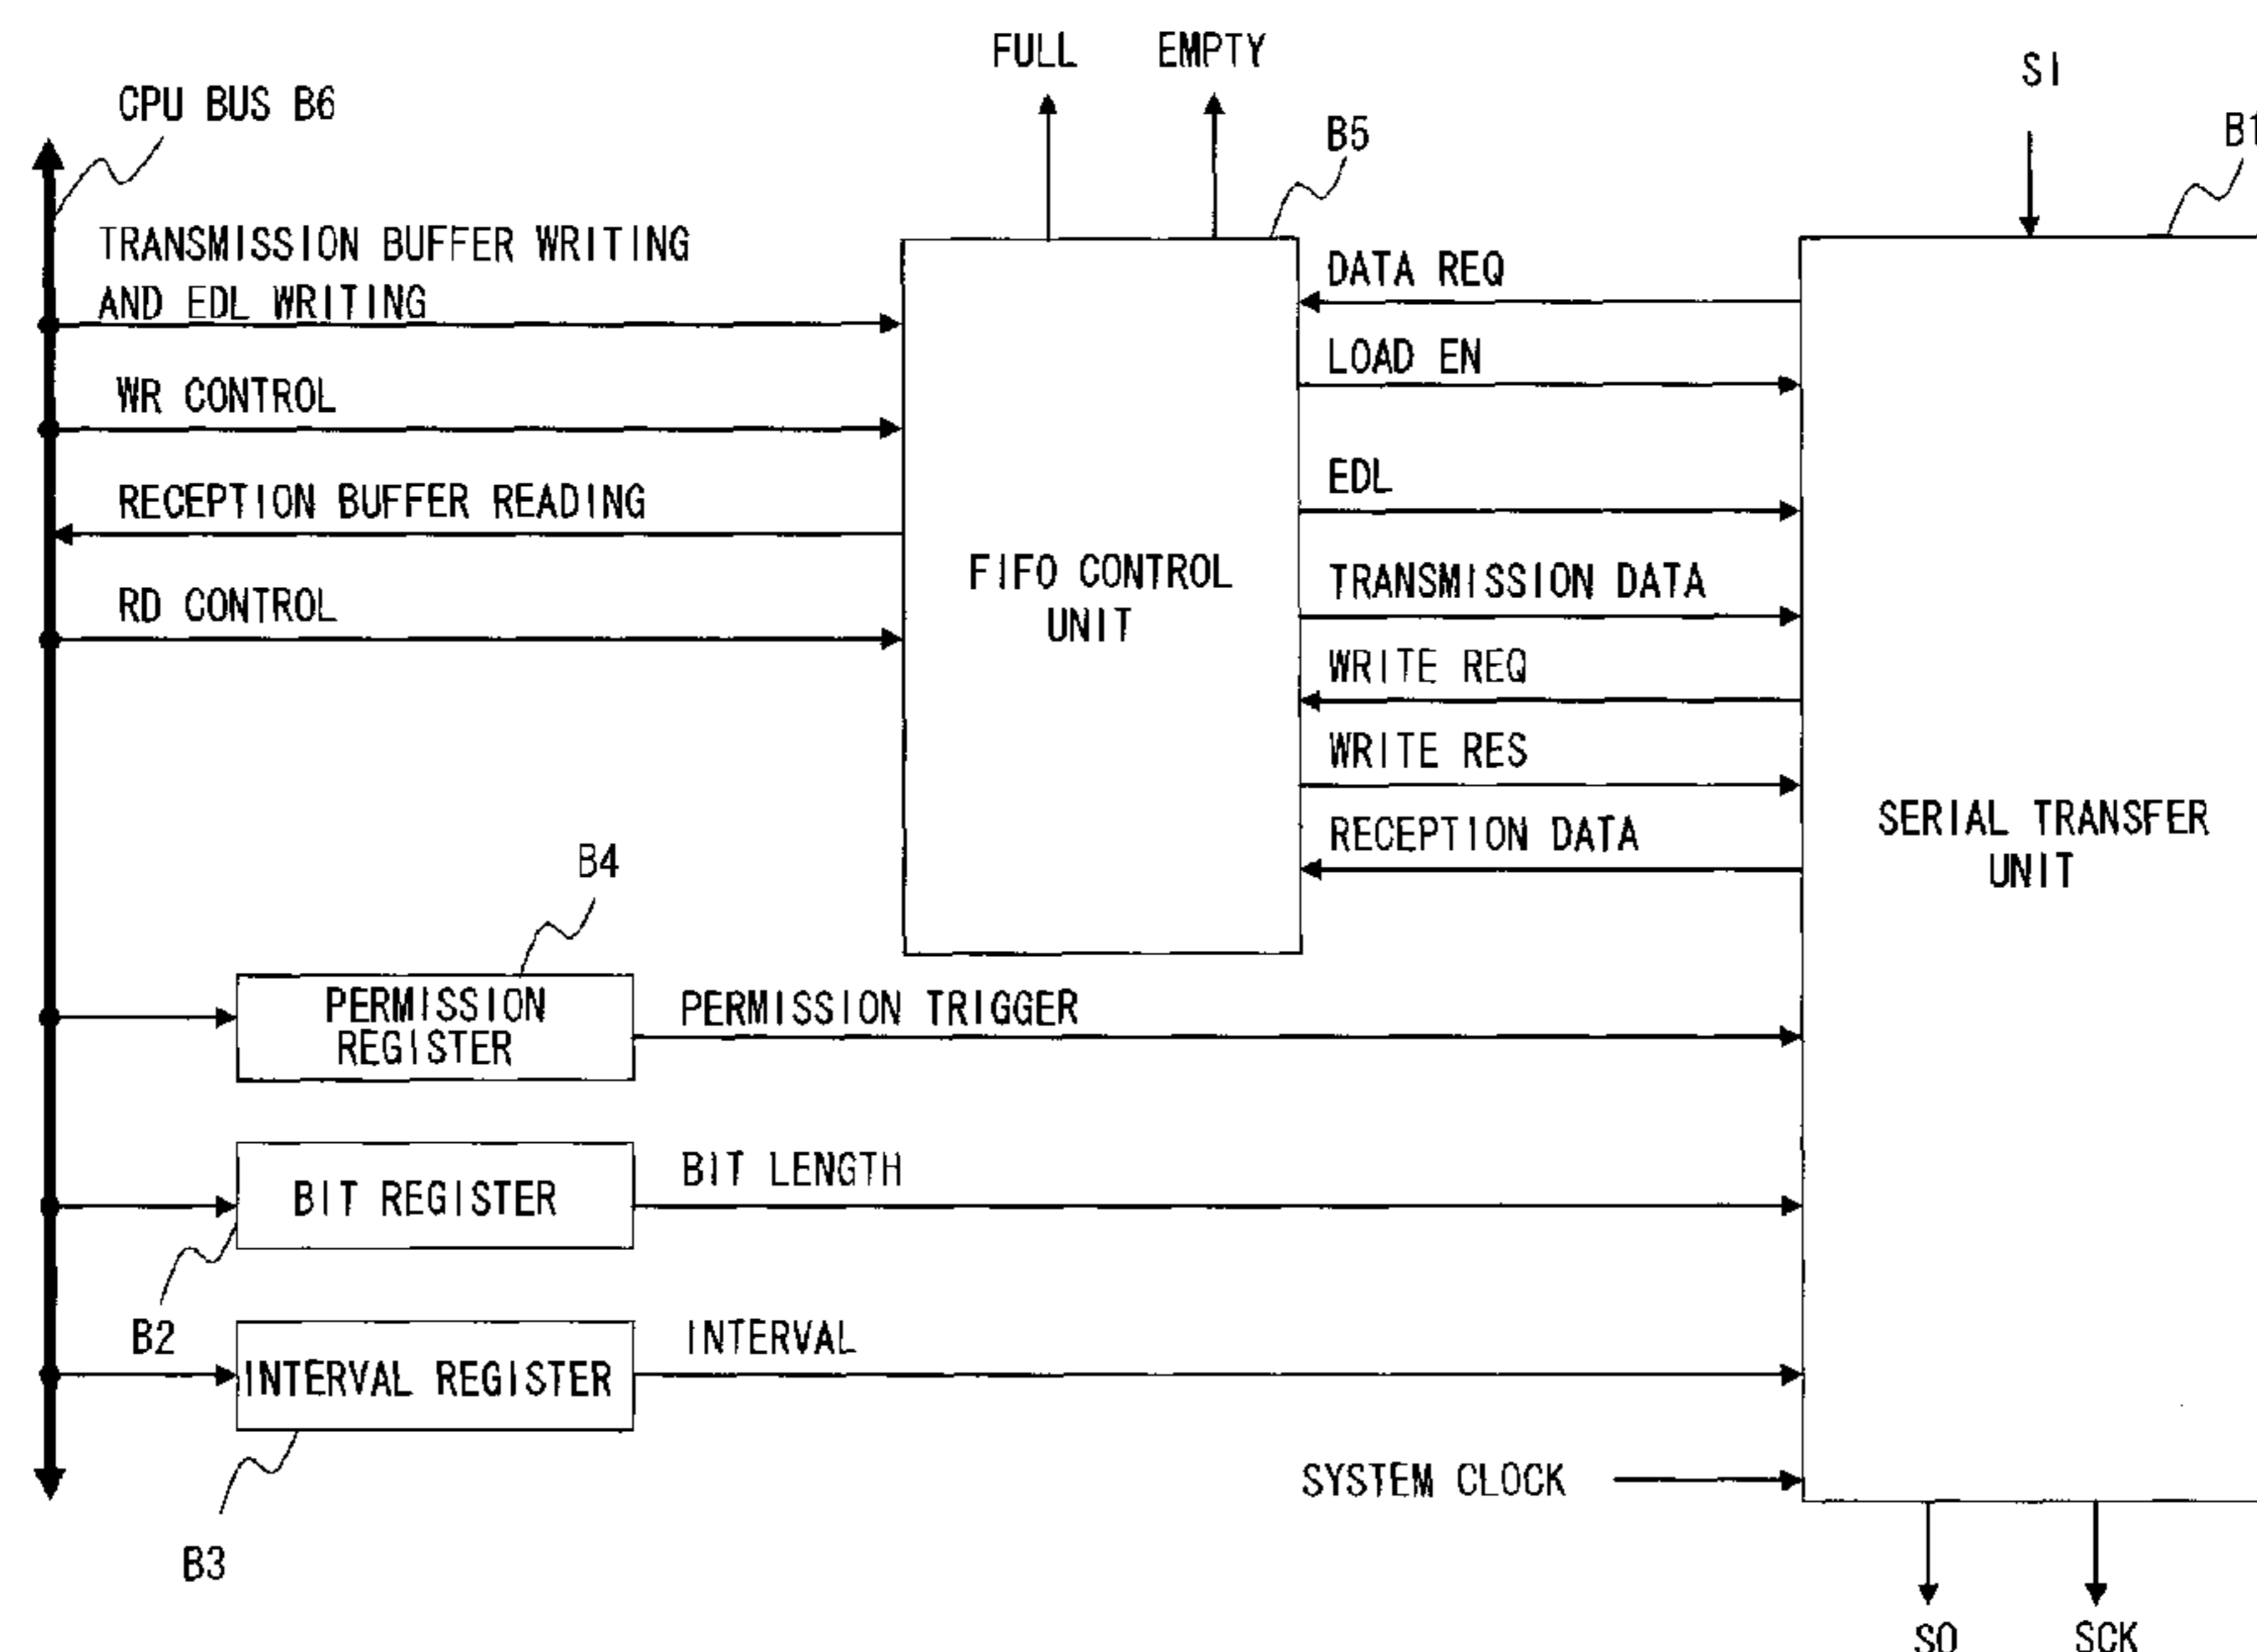 FULL
EMPTY
SI
CPU BUS B6
B5
B1
TRANSMISSION BUFFER WRITING
AND EDL WRITING
DATA REQ
LOAD EN
WR CONTROL
EDL
RECEPTION BUFFER READING
FIFO CONTROL
UNIT
TRANSMISSION DATA
RD CONTROL
WRITE REQ
WRITE RES
RECEPTION DATA
SERIAL TRANSFER
UNIT
B4
PERMISSION
REGISTER
PERMISSION TRIGGER
BIT REGISTER
BIT LENGTH
B2
INTERVAL REGISTER
INTERVAL
SYSTEM CLOCK
B3
SO
SCK